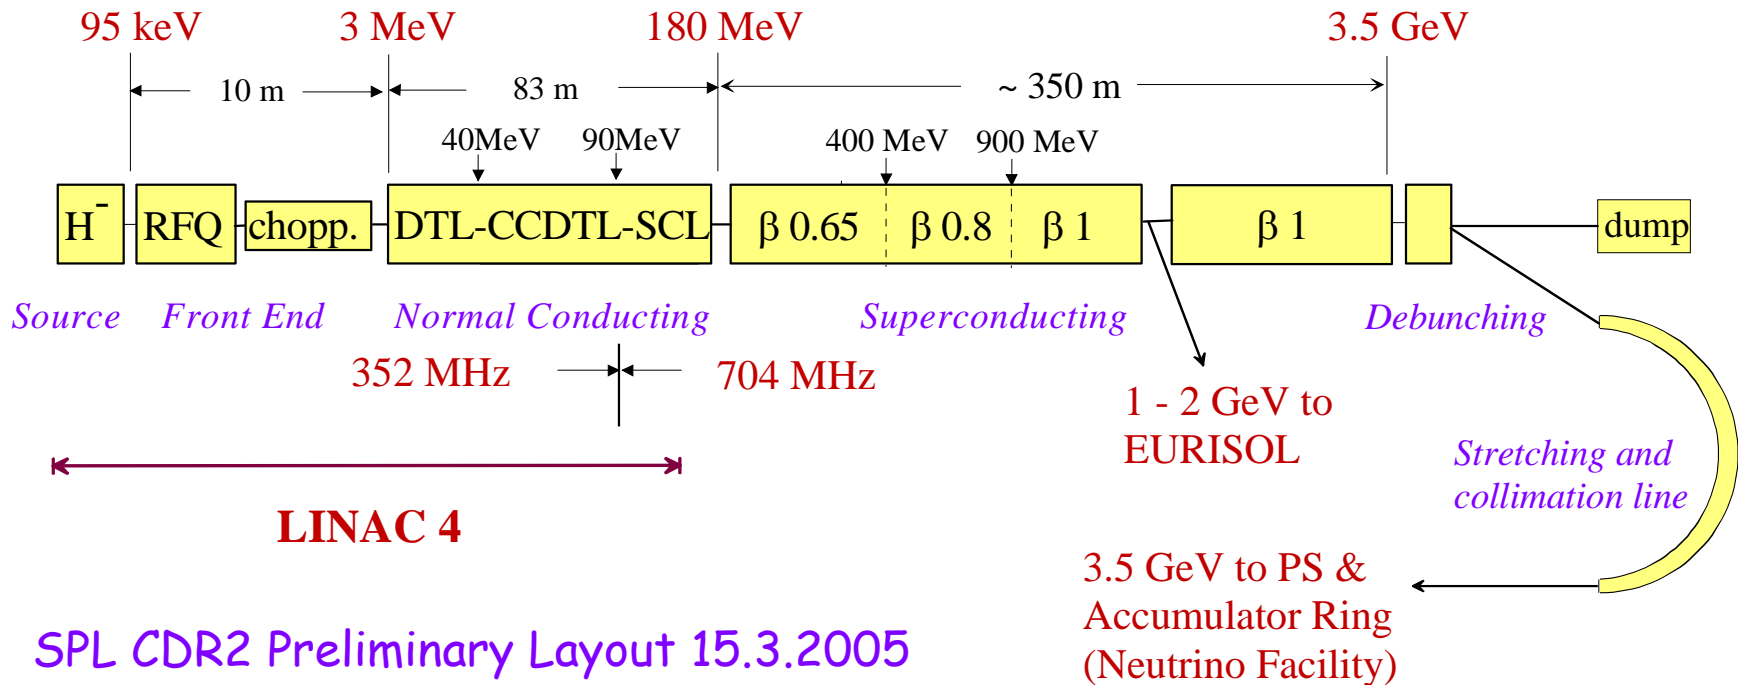 95 keV 3 MeV 180 MeV 3.5 GeV
10 m 83 m ~ 350 m
40MeV 90MeV 400 MeV 900 MeV
H⁻ RFQ chopp. DTL-CCDTL-SCL β 0.65 β 0.8 β 1 β 1 dump
Source Front End Normal Conducting Superconducting Debunching
352 MHz 704 MHz
1 - 2 GeV to
EURISOL
Stretching and
collimation line
LINAC 4
3.5 GeV to PS &
Accumulator Ring
(Neutrino Facility)
SPL CDR2 Preliminary Layout 15.3.2005